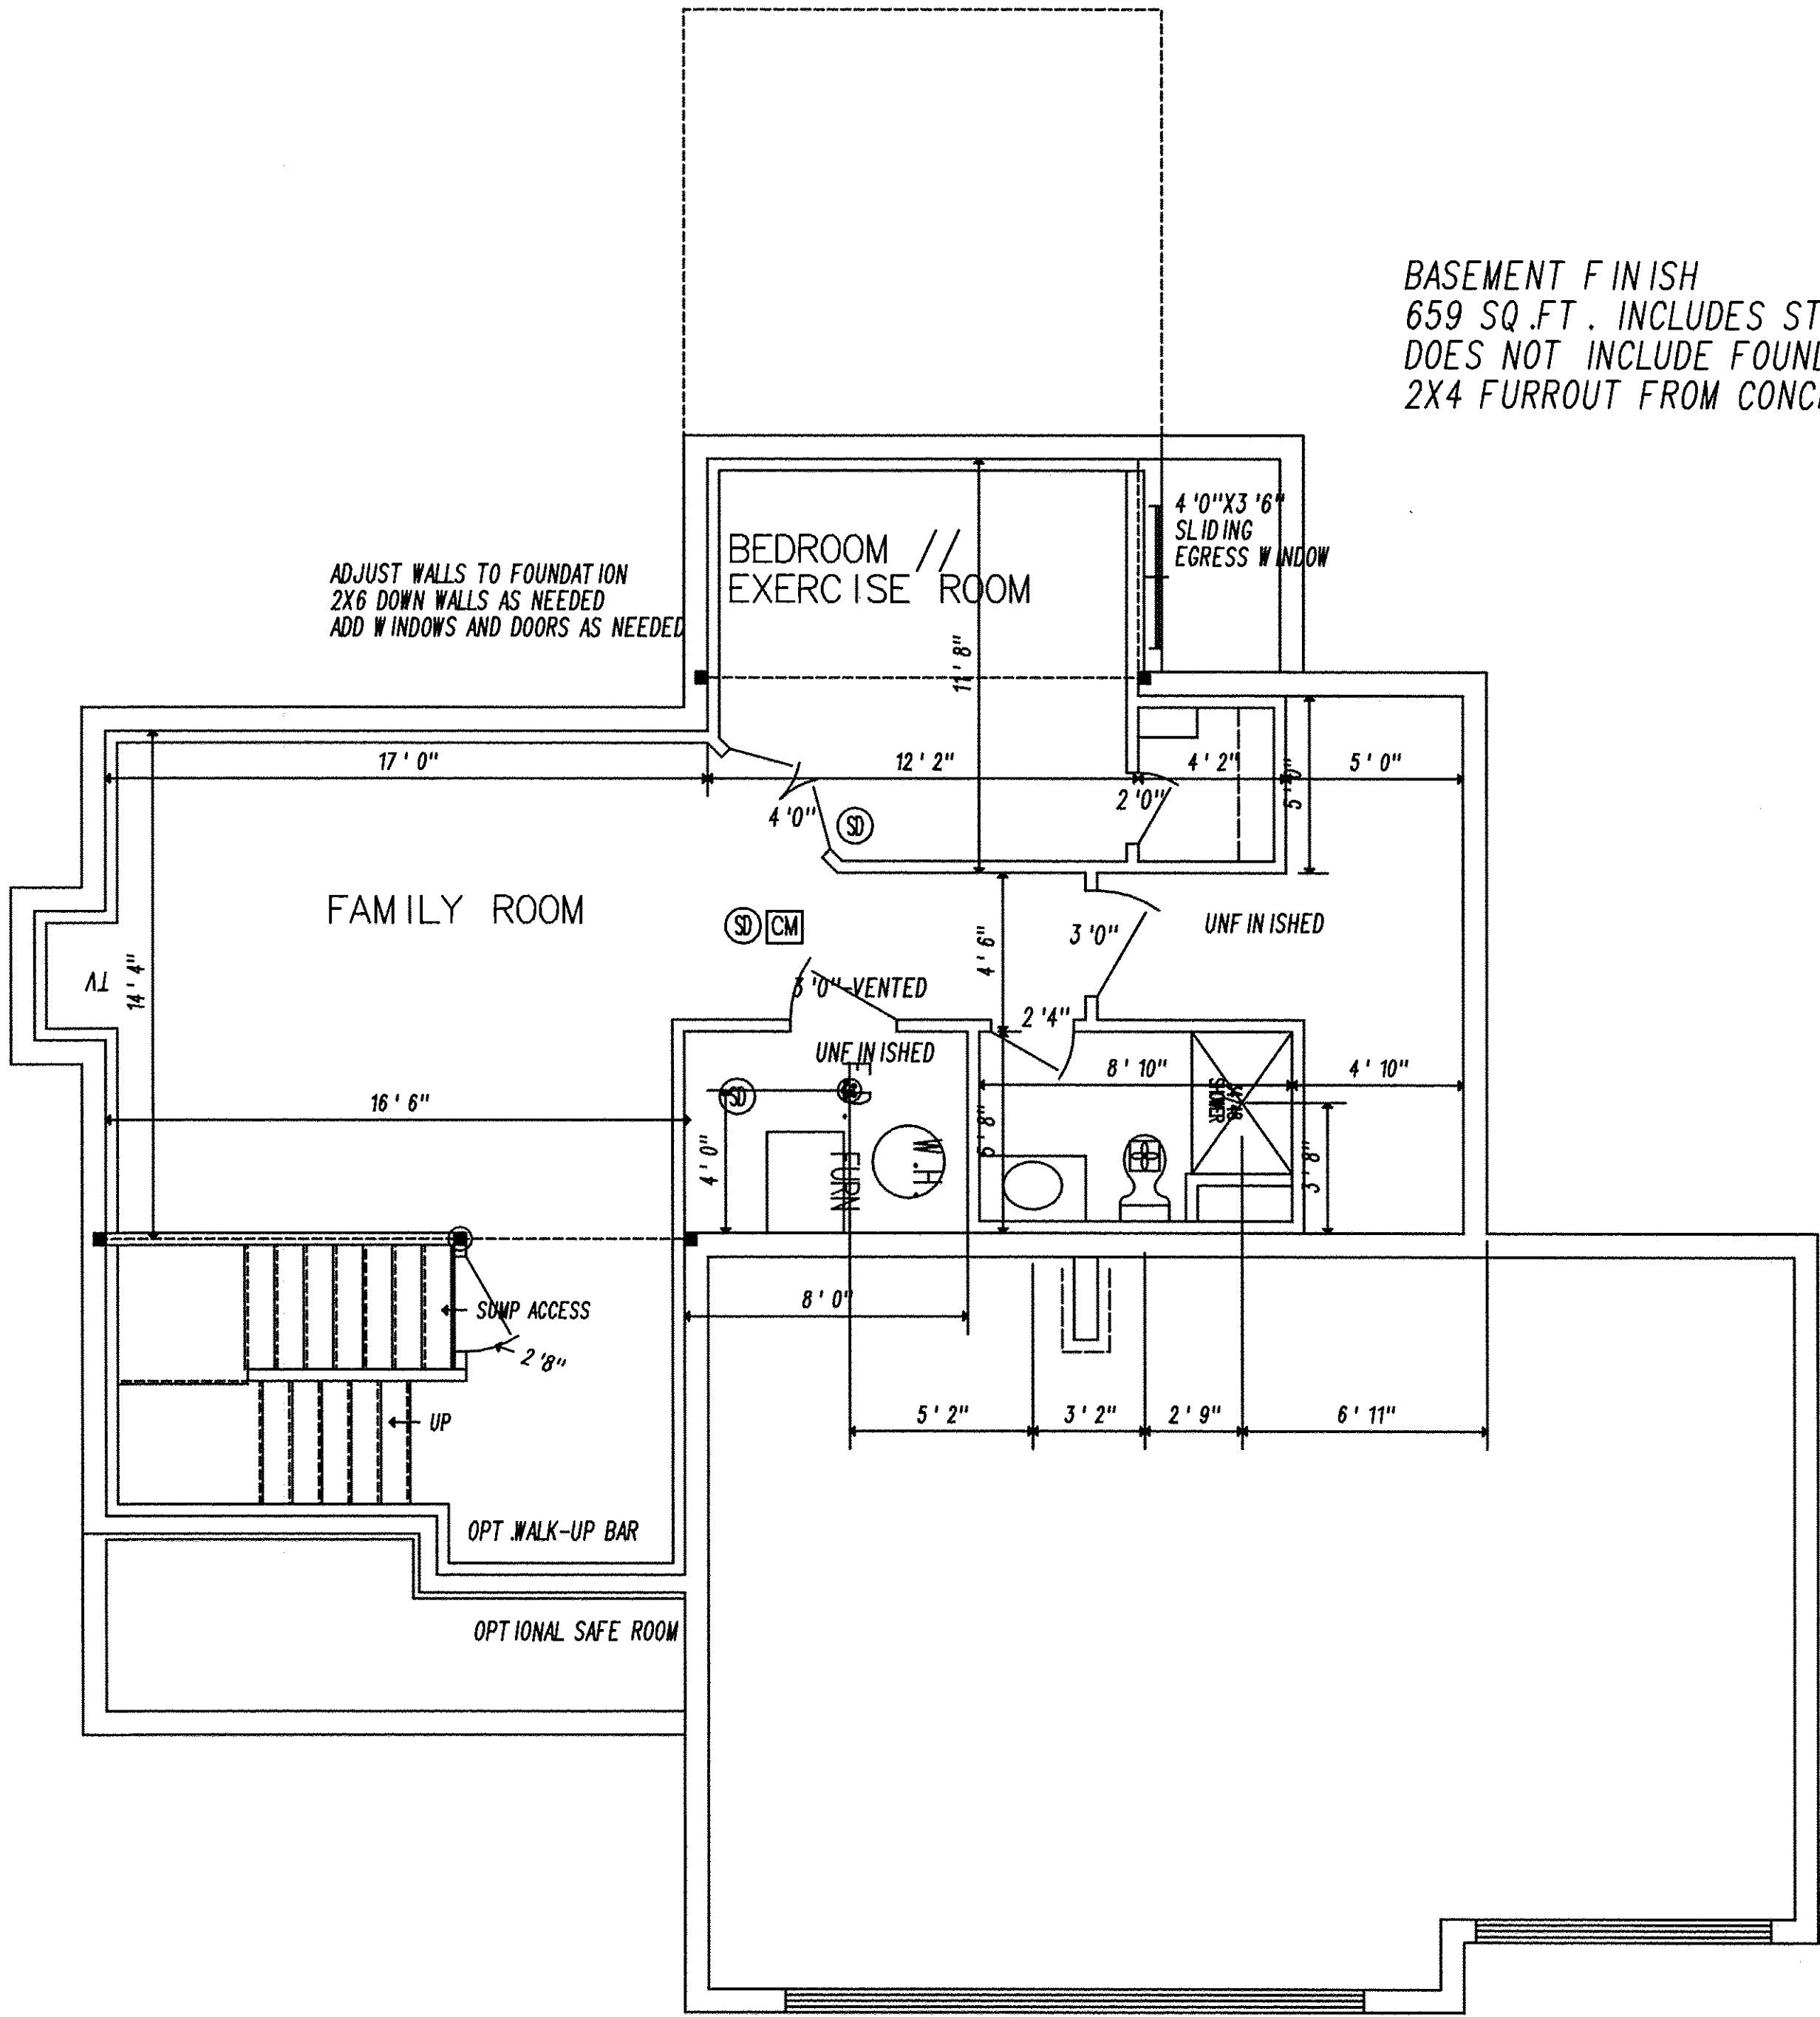 BASEMENT FINISH
659 SQ.FT. INCLUDES ST
DOES NOT INCLUDE FOUND
2X4 FURROUT FROM CONC
4'0"X3'6"
SLIDING
EGRESS WINDOW
BEDROOM //
EXERCISE ROOM
ADJUST WALLS TO FOUNDATION
2X6 DOWN WALLS AS NEEDED
ADD WINDOWS AND DOORS AS NEEDED
11'8"
17'0"
12'2"
4'2"
5'0"
5'0"
4'0"
2'0"
SD
FAMILY ROOM
SD
CM
4'6"
3'0"
UNFINISHED
TV
14'4"
3'0"-VENTED
2'4"
UNFINISHED
8'10"
4'10"
16'6"
SD
F.D.
SHOWER
4'0"
FURN
W.H.
5'8"
3'8"
8'0"
SUMP ACCESS
2'8"
UP
5'2"
3'2"
2'9"
6'11"
OPT.WALK-UP BAR
OPTIONAL SAFE ROOM